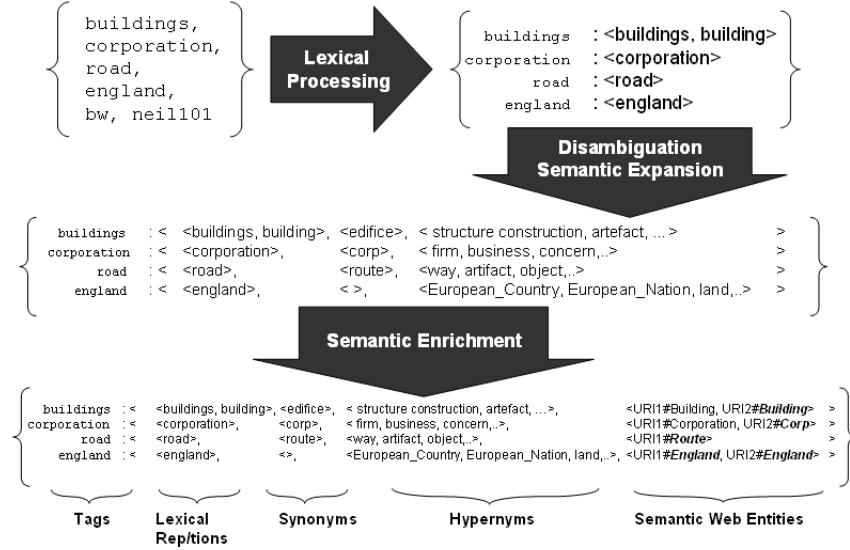 buildings,
corporation,
road,
england,
bw, neil101
Lexical
Processing
buildings : <buildings, building>
corporation : <corporation>
road : <road>
england : <england>
Disambiguation
Semantic Expansion
buildings : < <buildings, building>, <edifice>, < structure construction, artefact, ... > >
corporation : < <corporation>, <corp>, < firm, business, concern,..> >
road : < <road>, <route>, <way, artifact, object,..> >
england : < <england>, < >, <European_Country, European_Nation, land,..> >
Semantic Enrichment
buildings : < <buildings, building>, <edifice>, < structure construction, artefact, ...>, <URI1#Building, URI2#Building> >
corporation : < <corporation>, <corp>, < firm, business, concern,..>, <URI1#Corporation, URI2#Corp> >
road : < <road>, <route>, <way, artifact, object,..>, <URI1#Route> >
england : < <england>, <>, <European_Country, European_Nation, land,..>, <URI1#England, URI2#England> >
Tags Lexical Synonyms Hypernyms Semantic Web Entities
Rep/tions